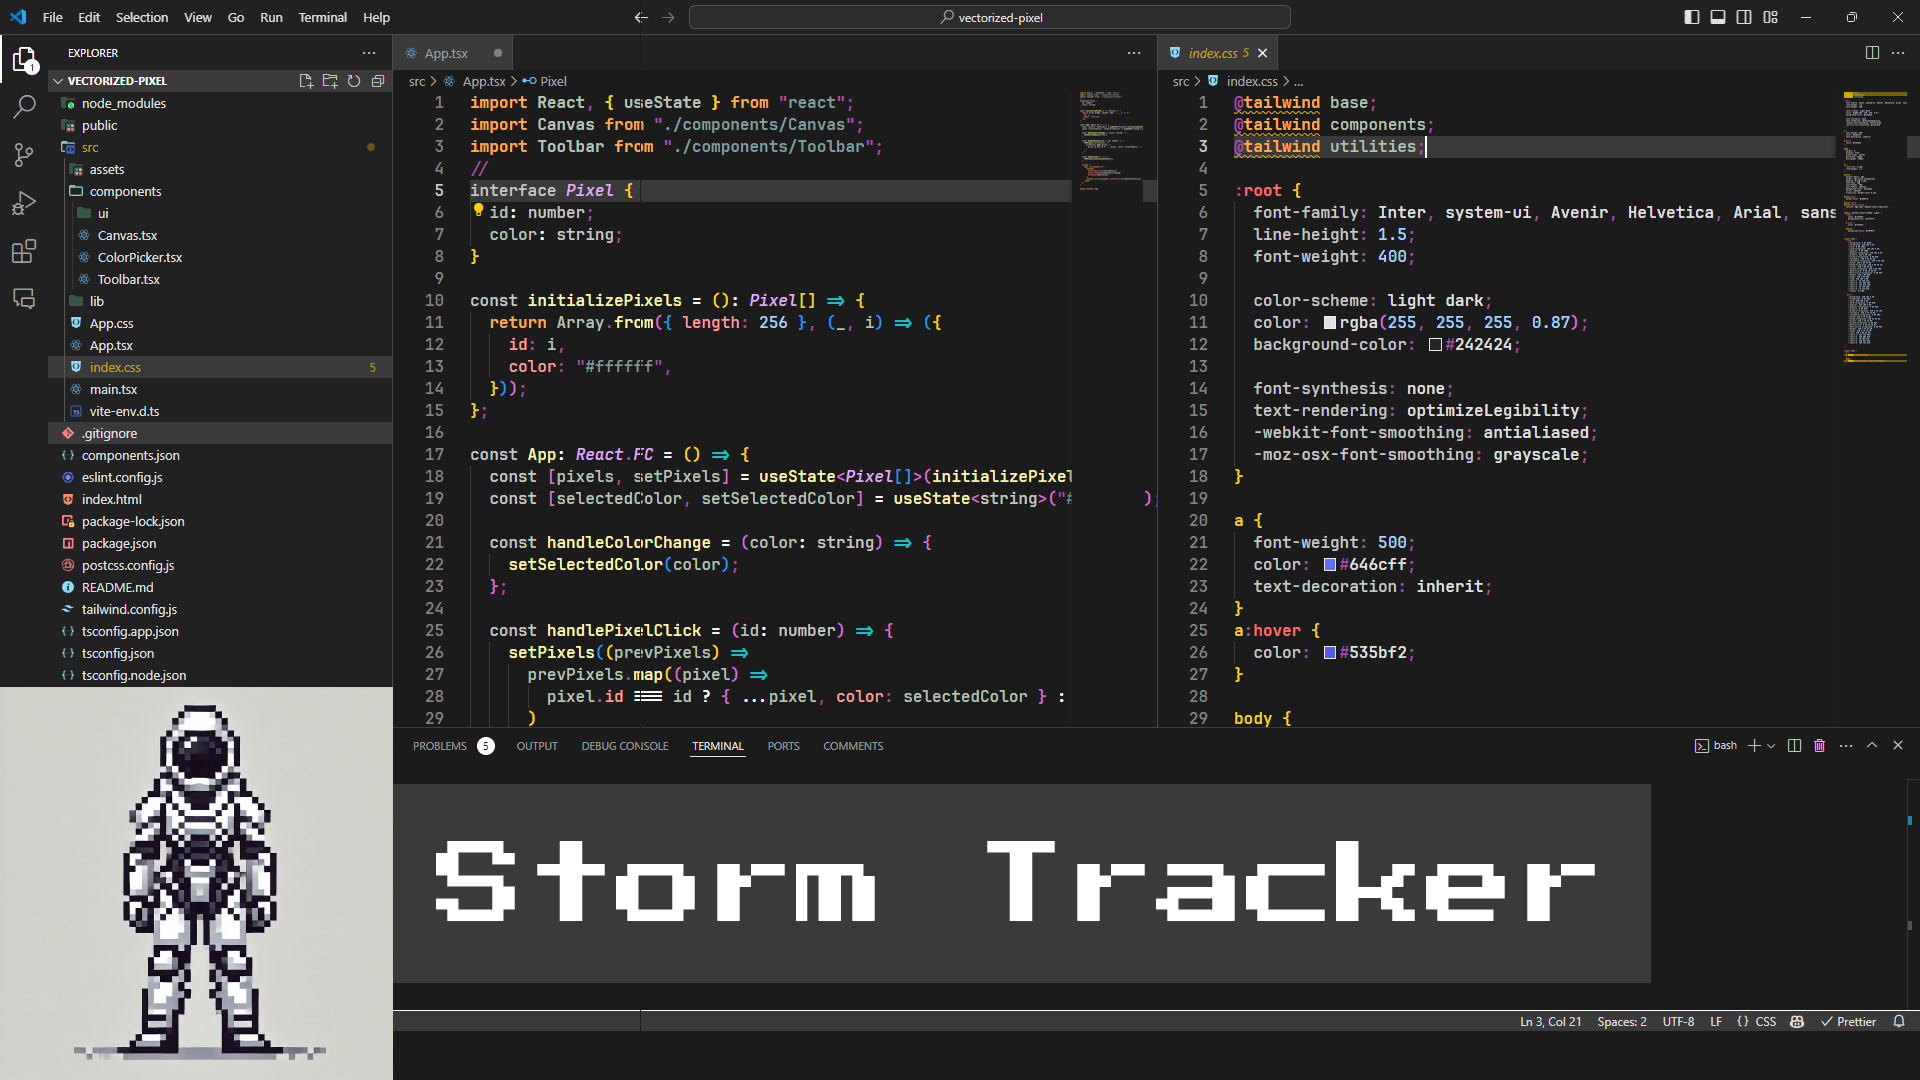 File Edit Selection View Go Run Terminal Help
vectorized-pixel
EXPLORER
1
VECTORIZED-PIXEL
node_modules
public
src
assets
components
ui
Canvas.tsx
ColorPicker.tsx
Toolbar.tsx
lib
App.css
App.tsx
index.css 5
main.tsx
vite-env.d.ts
.gitignore
components.json
eslint.config.js
index.html
package-lock.json
package.json
postcss.config.js
README.md
tailwind.config.js
tsconfig.app.json
tsconfig.json
tsconfig.node.json
App.tsx
src > App.tsx > Pixel
1 import React, { useState } from "react";
2 import Canvas from "./components/Canvas";
3 import Toolbar from "./components/Toolbar";
4 //
5 interface Pixel {
6 id: number;
7 color: string;
8 }
9
10 const initializePixels = (): Pixel[] => {
11 return Array.from({ length: 256 }, (_, i) => ({
12 id: i,
13 color: "#ffffff",
14 }));
15 };
16
17 const App: React.FC = () => {
18 const [pixels, setPixels] = useState<Pixel[]>(initializePixel
19 const [selectedColor, setSelectedColor] = useState<string>("# );
20
21 const handleColorChange = (color: string) => {
22 setSelectedColor(color);
23 };
24
25 const handlePixelClick = (id: number) => {
26 setPixels((prevPixels) =>
27 prevPixels.map((pixel) =>
28 pixel.id === id ? { ...pixel, color: selectedColor } :
29 )
index.css 5
src > index.css > ...
1 @tailwind base;
2 @tailwind components;
3 @tailwind utilities;
4
5 :root {
6 font-family: Inter, system-ui, Avenir, Helvetica, Arial, sans
7 line-height: 1.5;
8 font-weight: 400;
9
10 color-scheme: light dark;
11 color: rgba(255, 255, 255, 0.87);
12 background-color: #242424;
13
14 font-synthesis: none;
15 text-rendering: optimizeLegibility;
16 -webkit-font-smoothing: antialiased;
17 -moz-osx-font-smoothing: grayscale;
18 }
19
20 a {
21 font-weight: 500;
22 color: #646cff;
23 text-decoration: inherit;
24 }
25 a:hover {
26 color: #535bf2;
27 }
28
29 body {
PROBLEMS 5 OUTPUT DEBUG CONSOLE TERMINAL PORTS COMMENTS
bash
Storm Tracker
Ln 3, Col 21 Spaces: 2 UTF-8 LF {} CSS Prettier